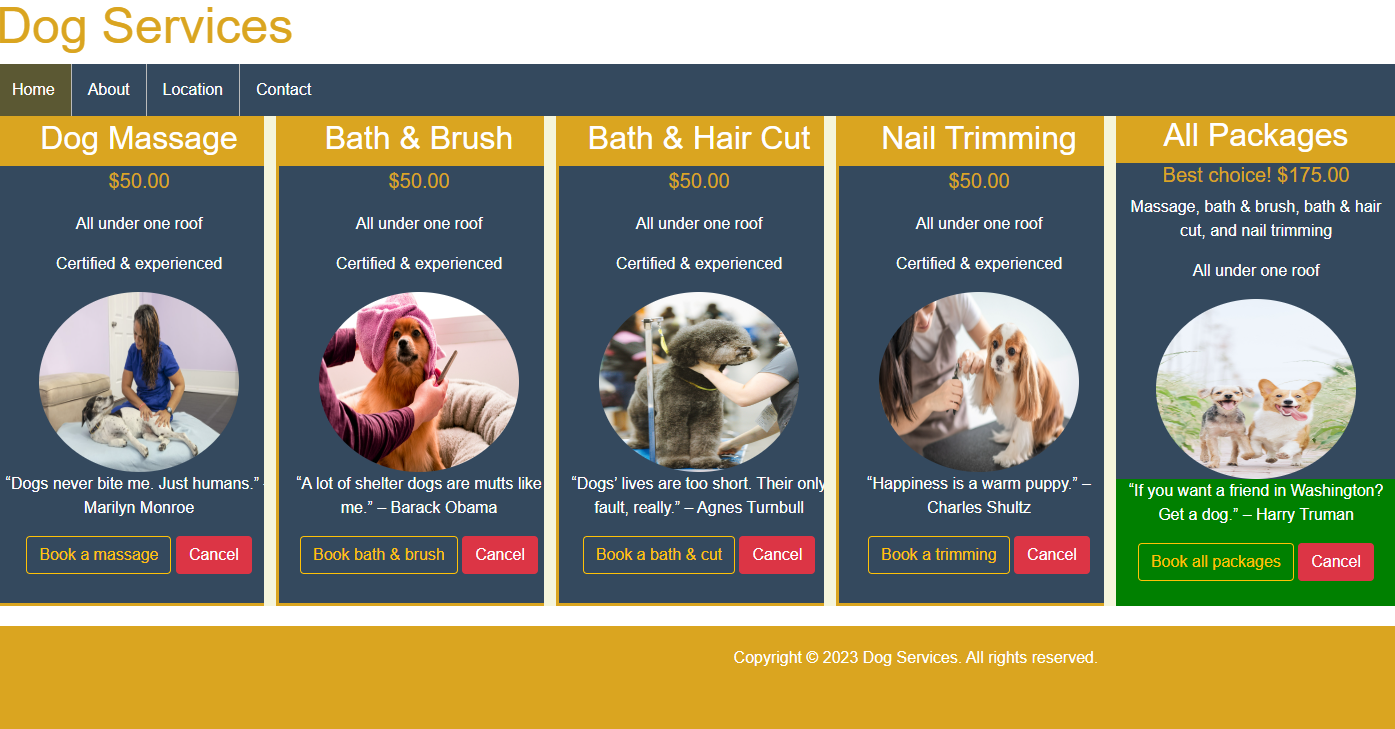 Dog Services
Home
About
Location
Contact
Dog Massage
$50.00
All under one roof
Certified & experienced
“Dogs never bite me. Just humans.”
Marilyn Monroe
Book a massage
Cancel
Bath & Brush
$50.00
All under one roof
Certified & experienced
“A lot of shelter dogs are mutts like
me.” – Barack Obama
Book bath & brush
Cancel
Bath & Hair Cut
$50.00
All under one roof
Certified & experienced
“Dogs’ lives are too short. Their only
fault, really.” – Agnes Turnbull
Book a bath & cut
Cancel
Nail Trimming
$50.00
All under one roof
Certified & experienced
“Happiness is a warm puppy.” –
Charles Shultz
Book a trimming
Cancel
All Packages
Best choice! $175.00
Massage, bath & brush, bath & hair
cut, and nail trimming
All under one roof
“If you want a friend in Washington?
Get a dog.” – Harry Truman
Book all packages
Cancel
Copyright © 2023 Dog Services. All rights reserved.